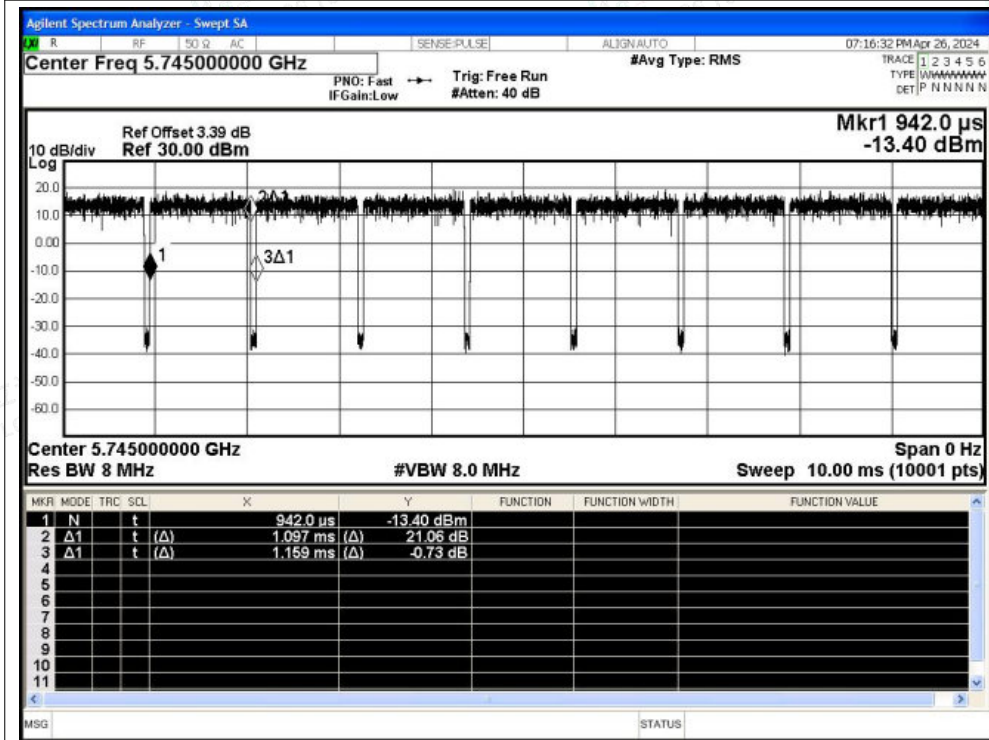 Agilent Spectrum Analyzer - Swept SA
LXI R RF 50 Ω AC SENSE:PULSE ALIGNAUTO 07:16:32 PM Apr 26, 2024
Center Freq 5.745000000 GHz #Avg Type: RMS TRACE 1 2 3 4 5 6
PNO: Fast Trig: Free Run TYPE
IFGain:Low #Atten: 40 dB DET P N N N N N
Mkr1 942.0 µs
Ref Offset 3.39 dB
10 dB/div Ref 30.00 dBm -13.40 dBm
Log
20.0
2Δ1
10.0
0.00
1 3Δ1
-10.0
-20.0
-30.0
-40.0
-50.0
-60.0
Center 5.745000000 GHz Span 0 Hz
Res BW 8 MHz #VBW 8.0 MHz Sweep 10.00 ms (10001 pts)
MKR MODE TRC SCL X Y FUNCTION FUNCTION WIDTH FUNCTION VALUE
1 N t 942.0 µs -13.40 dBm
2 Δ1 t (Δ) 1.097 ms (Δ) 21.06 dB
3 Δ1 t (Δ) 1.159 ms (Δ) -0.73 dB
4
5
6
7
8
9
10
11
MSG STATUS